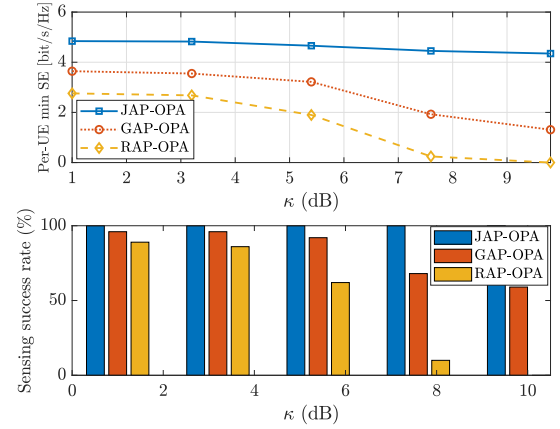 6
4
2
0
Per-UE min SE [bit/s/Hz]
JAP-OPA
GAP-OPA
RAP-OPA
1 2 3 4 5 6 7 8 9
κ (dB)
100
50
0
Sensing success rate (%)
JAP-OPA
GAP-OPA
RAP-OPA
0 2 4 6 8 10
κ (dB)